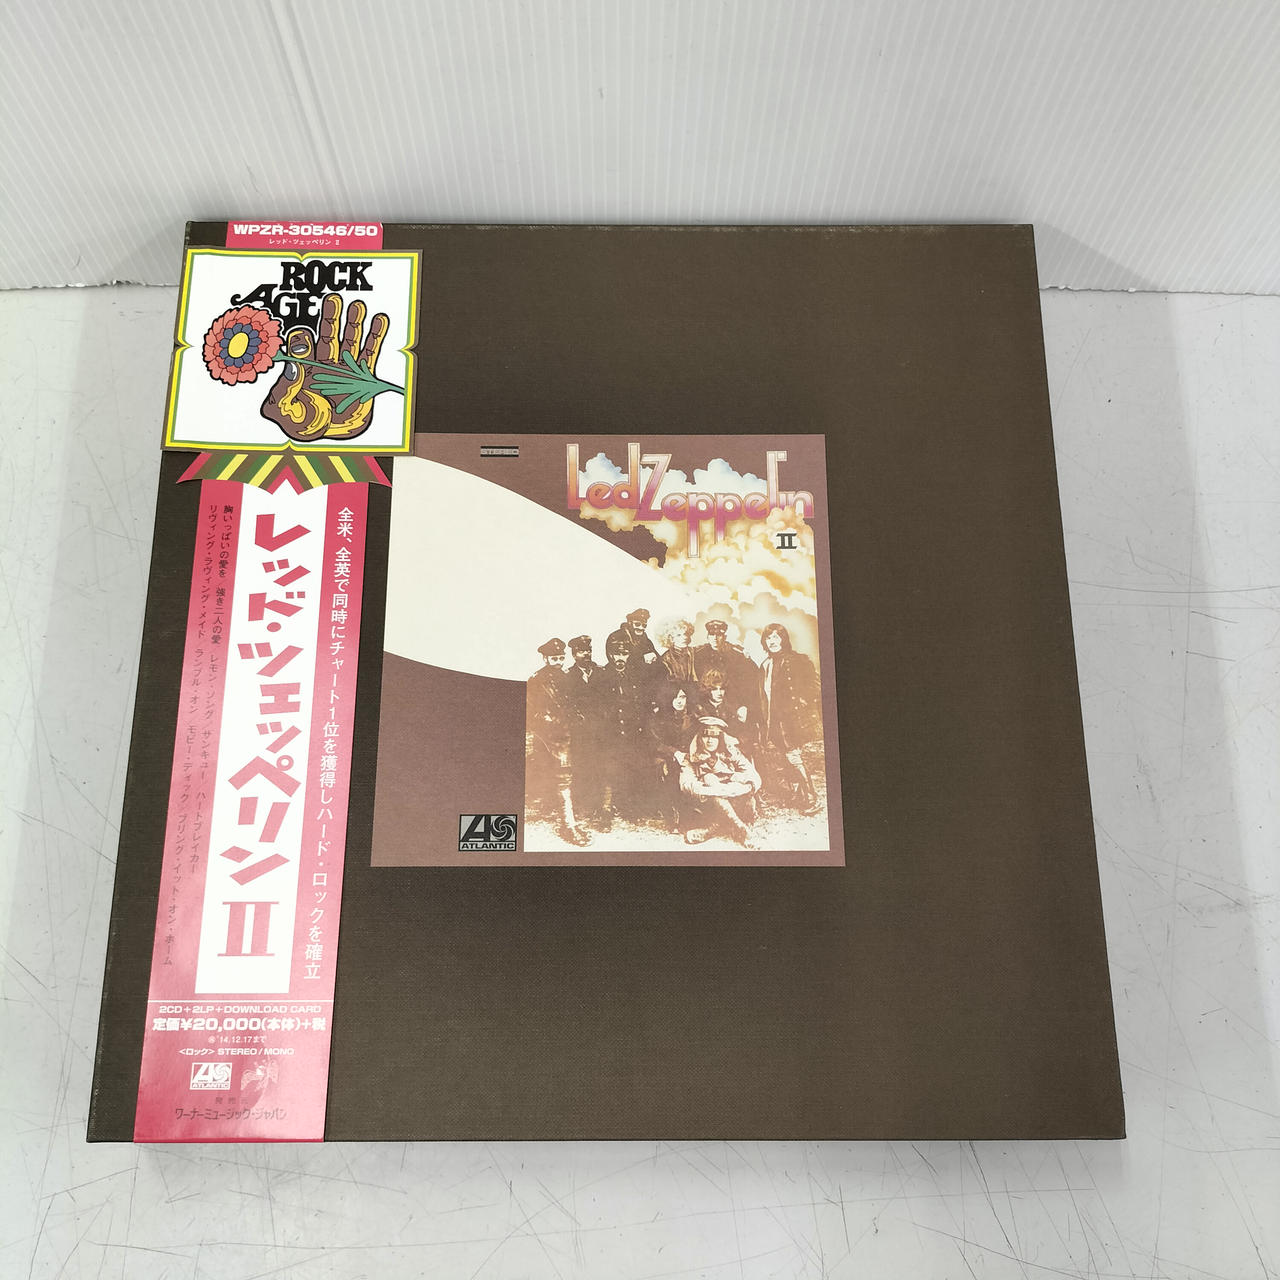 WPZR-30546/50
レッド・ツェッペリン Ⅱ
ROCK
AGE
STEREO
Led Zeppelin
II
全米、全英で同時にチャート1位を獲得しハード・ロックを確立
レッド・ツェッペリンⅡ
胸いっぱいの愛を/強き二人の愛/レモン・ソング/サンキュー/ハートブレイカー
リヴィング・ラヴィング・メイド/ランブル・オン/モビー・ディック/ブリング・イット・オン・ホーム
ATLANTIC
2CD+2LP+DOWNLOAD CARD
定価¥20,000(本体)+税
'14.12.17まで
<ロック> STEREO/MONO
ATLANTIC
発売元
ワーナーミュージック・ジャパン